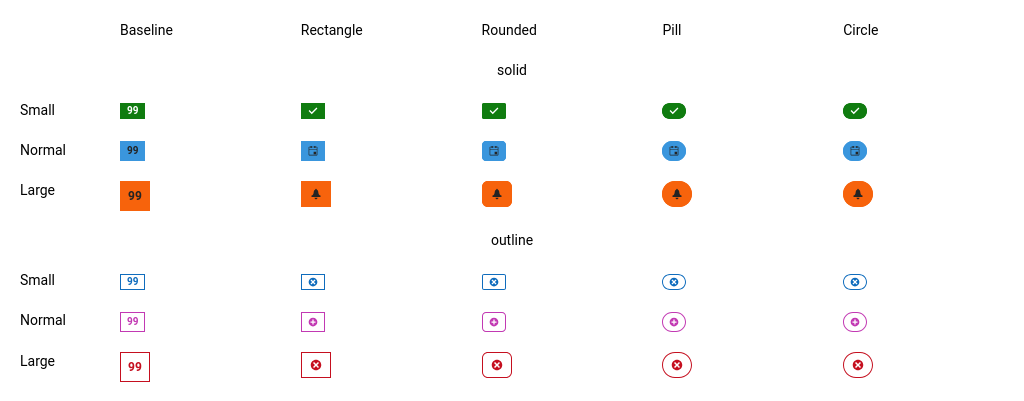 Baseline Rectangle Rounded Pill Circle
solid
Small 99
Normal 99
Large 99
outline
Small 99
Normal 99
Large 99